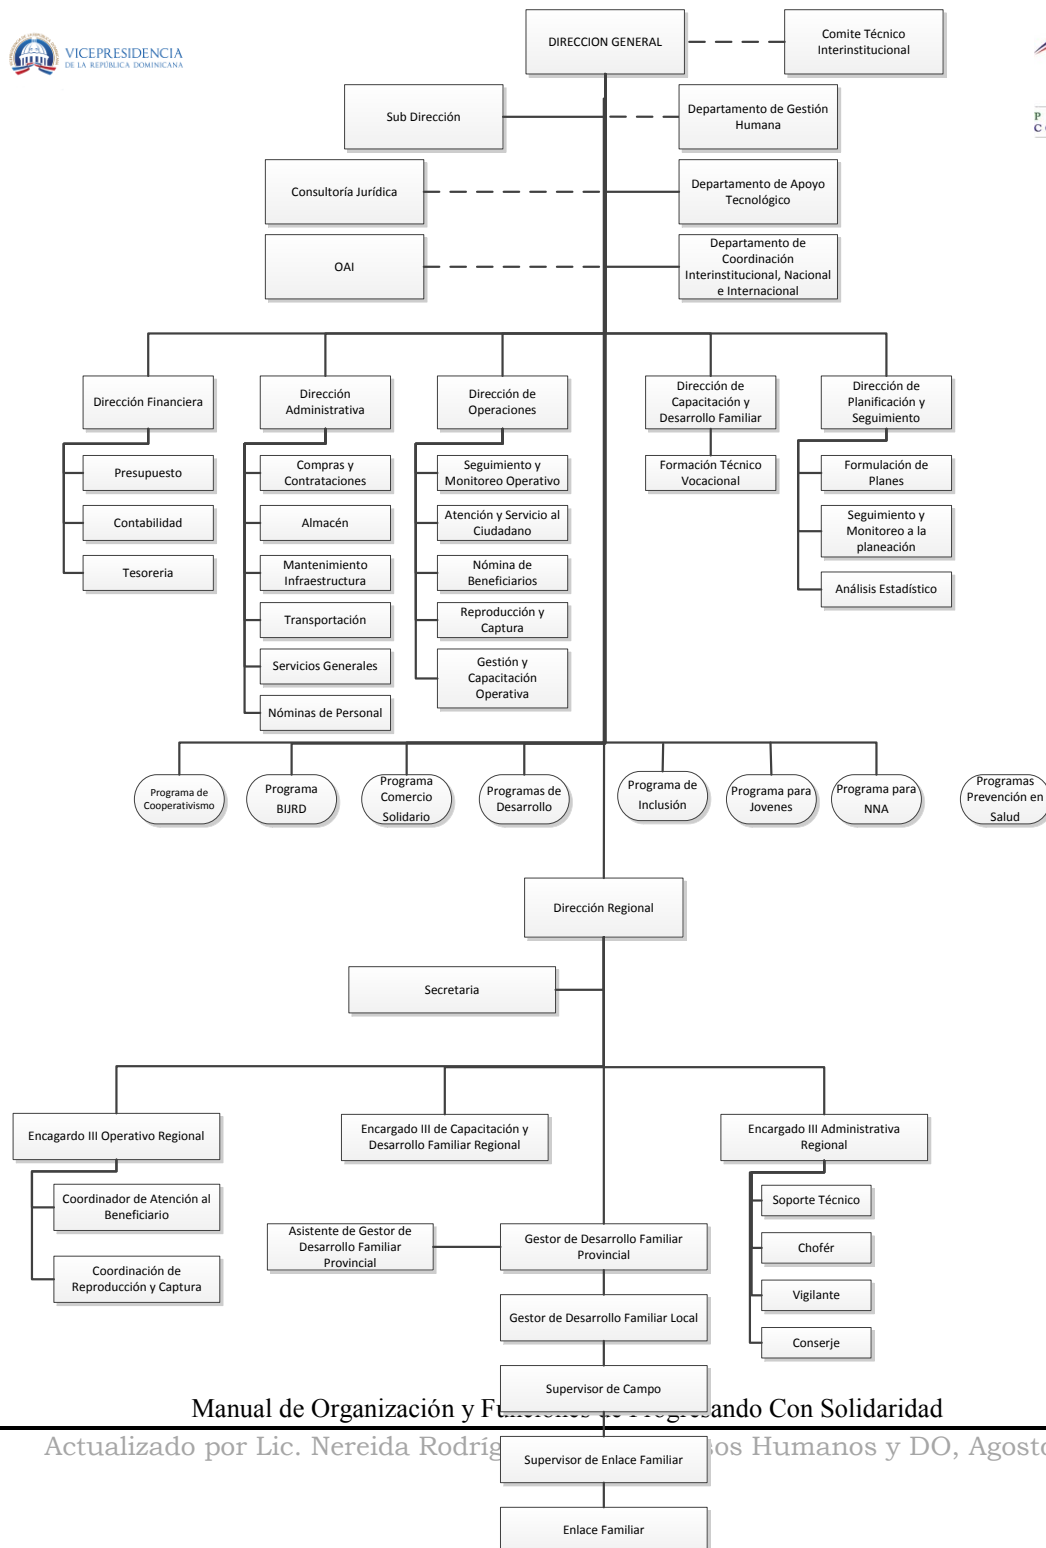 DIRECCION GENERAL
Comite Técnico
Interinstitucional
VICEPRESIDENCIA
DE LA REPÚBLICA DOMINICANA
Sub Dirección
Departamento de Gestión
Humana
Consultoría Jurídica
Departamento de Apoyo
Tecnológico
OAI
Departamento de
Coordinación
Interinstitucional, Nacional
e Internacional
Dirección Financiera
Dirección
Administrativa
Dirección de
Operaciones
Dirección de
Capacitación y
Desarrollo Familiar
Dirección de
Planificación y
Seguimiento
Presupuesto
Contabilidad
Tesoreria
Compras y
Contrataciones
Almacén
Mantenimiento
Infraestructura
Transportación
Servicios Generales
Nóminas de Personal
Seguimiento y
Monitoreo Operativo
Atención y Servicio al
Ciudadano
Nómina de
Beneficiarios
Reproducción y
Captura
Gestión y
Capacitación
Operativa
Formación Técnico
Vocacional
Formulación de
Planes
Seguimiento y
Monitoreo a la
planeación
Análisis Estadístico
Programa de
Cooperativismo
Programa
BIJRD
Programa
Comercio
Solidario
Programas de
Desarrollo
Programa de
Inclusión
Programa para
Jovenes
Programa para
NNA
Programas
Prevención en
Salud
Dirección Regional
Secretaria
Encagardo III Operativo Regional
Encargado III de Capacitación y
Desarrollo Familiar Regional
Encargado III Administrativa
Regional
Coordinador de Atención al
Beneficiario
Coordinación de
Reproducción y Captura
Soporte Técnico
Chofér
Vigilante
Conserje
Asistente de Gestor de
Desarrollo Familiar
Provincial
Gestor de Desarrollo Familiar
Provincial
Gestor de Desarrollo Familiar Local
Supervisor de Campo
Manual de Organización y Funciones de Progresando Con Solidaridad
Actualizado por Lic. Nereida Humanos y DO, Agosto
Supervisor de Enlace Familiar
Enlace Familiar